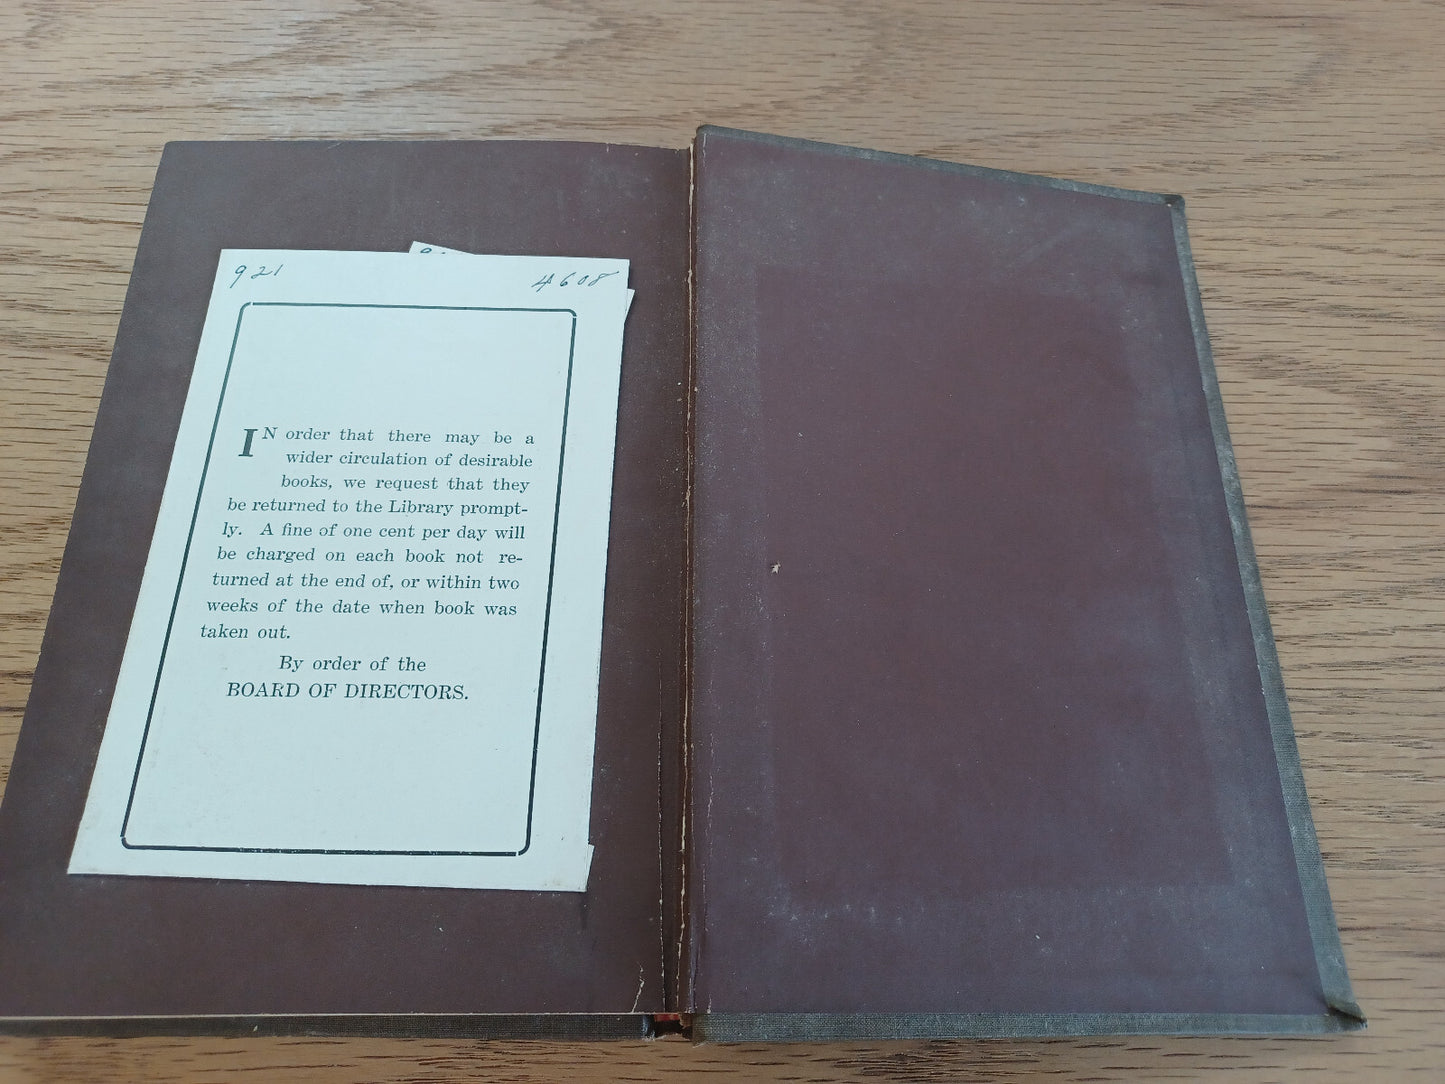 921 4608
IN order that there may be a
wider circulation of desirable
books, we request that they
be returned to the Library prompt-
ly. A fine of one cent per day will
be charged on each book not re-
turned at the end of, or within two
weeks of the date when book was
taken out.
By order of the
BOARD OF DIRECTORS.